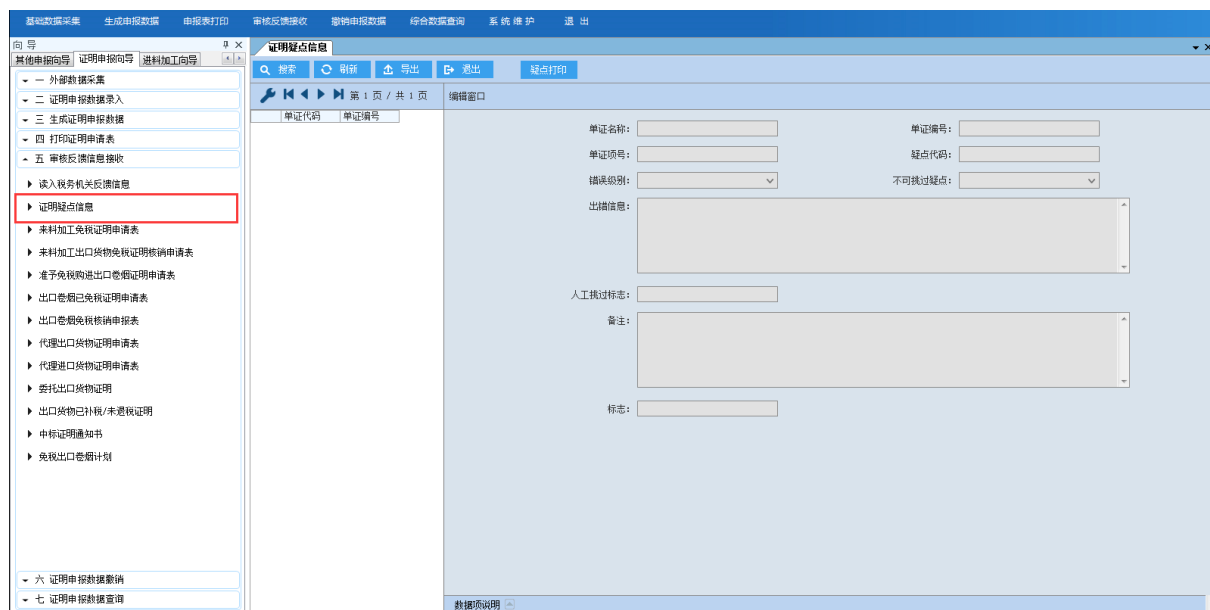 基础数据采集 生成申报数据 申报表打印 审核反馈接收 撤销申报数据 综合数据查询 系统维护 退出
向导
其他申报向导 证明申报向导 进料加工向导
一 外部数据采集
二 证明申报数据录入
三 生成证明申报数据
四 打印证明申请表
五 审核反馈信息接收
读入税务机关反馈信息
证明疑点信息
来料加工免税证明申请表
来料加工出口货物免税证明核销申请表
准予免税购进出口卷烟证明申请表
出口卷烟已免税证明申请表
出口卷烟免税核销申报表
代理出口货物证明申请表
代理进口货物证明申请表
委托出口货物证明
出口货物已补税/未退税证明
中标证明通知书
免税出口卷烟计划
六 证明申报数据撤销
七 证明申报数据查询
证明疑点信息
搜索 刷新 导出 退出 疑点打印
第 1 页 / 共 1 页
单证代码 单证编号
编辑窗口
单证名称: 单证编号:
单证项号: 疑点代码:
错误级别: 不可挑过疑点:
出错信息:
人工挑过标志:
备注:
标志:
数据项说明